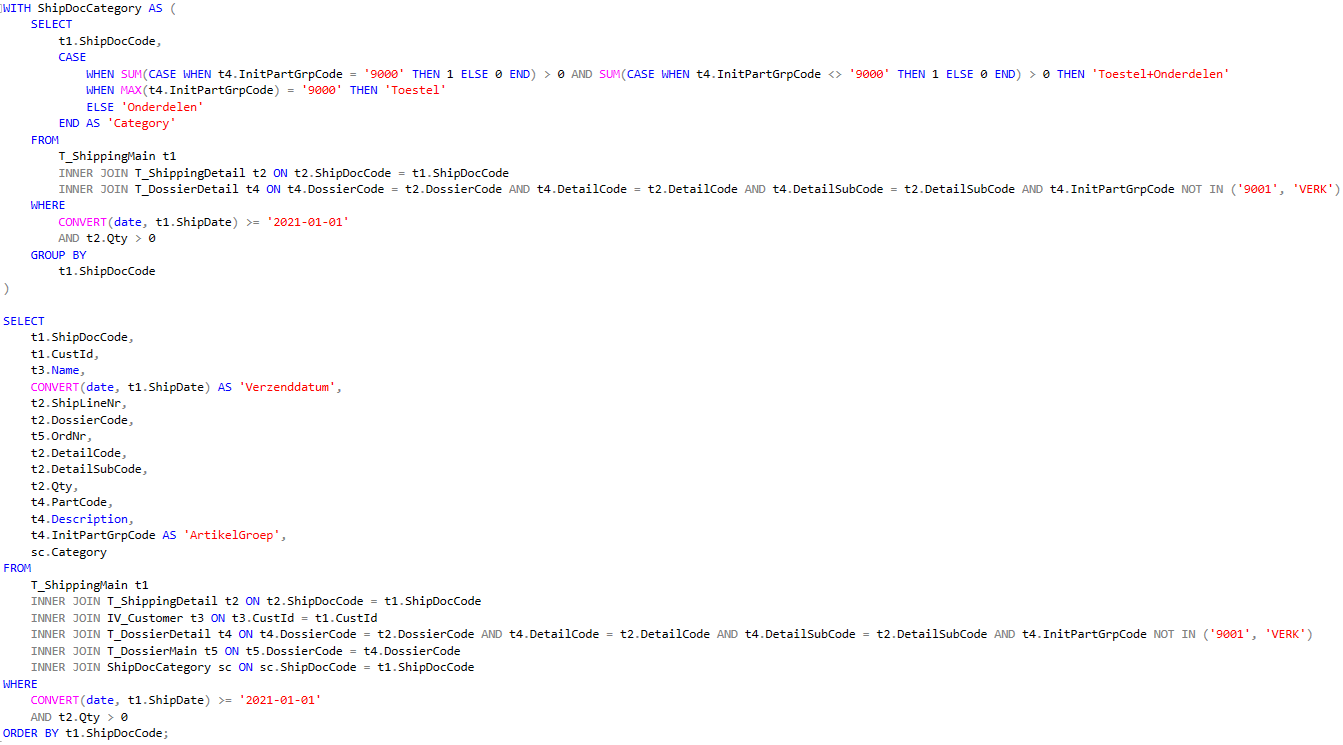 WITH ShipDocCategory AS (
    SELECT
        t1.ShipDocCode,
        CASE
            WHEN SUM(CASE WHEN t4.InitPartGrpCode = '9000' THEN 1 ELSE 0 END) > 0 AND SUM(CASE WHEN t4.InitPartGrpCode <> '9000' THEN 1 ELSE 0 END) > 0 THEN 'Toestel+Onderdelen'
            WHEN MAX(t4.InitPartGrpCode) = '9000' THEN 'Toestel'
            ELSE 'Onderdelen'
        END AS 'Category'
    FROM
        T_ShippingMain t1
        INNER JOIN T_ShippingDetail t2 ON t2.ShipDocCode = t1.ShipDocCode
        INNER JOIN T_DossierDetail t4 ON t4.DossierCode = t2.DossierCode AND t4.DetailCode = t2.DetailCode AND t4.DetailSubCode = t2.DetailSubCode AND t4.InitPartGrpCode NOT IN ('9001', 'VERK')
    WHERE
        CONVERT(date, t1.ShipDate) >= '2021-01-01'
        AND t2.Qty > 0
    GROUP BY
        t1.ShipDocCode
)

SELECT
    t1.ShipDocCode,
    t1.CustId,
    t3.Name,
    CONVERT(date, t1.ShipDate) AS 'Verzenddatum',
    t2.ShipLineNr,
    t2.DossierCode,
    t5.OrdNr,
    t2.DetailCode,
    t2.DetailSubCode,
    t2.Qty,
    t4.PartCode,
    t4.Description,
    t4.InitPartGrpCode AS 'ArtikelGroep',
    sc.Category
FROM
    T_ShippingMain t1
    INNER JOIN T_ShippingDetail t2 ON t2.ShipDocCode = t1.ShipDocCode
    INNER JOIN IV_Customer t3 ON t3.CustId = t1.CustId
    INNER JOIN T_DossierDetail t4 ON t4.DossierCode = t2.DossierCode AND t4.DetailCode = t2.DetailCode AND t4.DetailSubCode = t2.DetailSubCode AND t4.InitPartGrpCode NOT IN ('9001', 'VERK')
    INNER JOIN T_DossierMain t5 ON t5.DossierCode = t4.DossierCode
    INNER JOIN ShipDocCategory sc ON sc.ShipDocCode = t1.ShipDocCode
WHERE
    CONVERT(date, t1.ShipDate) >= '2021-01-01'
    AND t2.Qty > 0
ORDER BY t1.ShipDocCode;